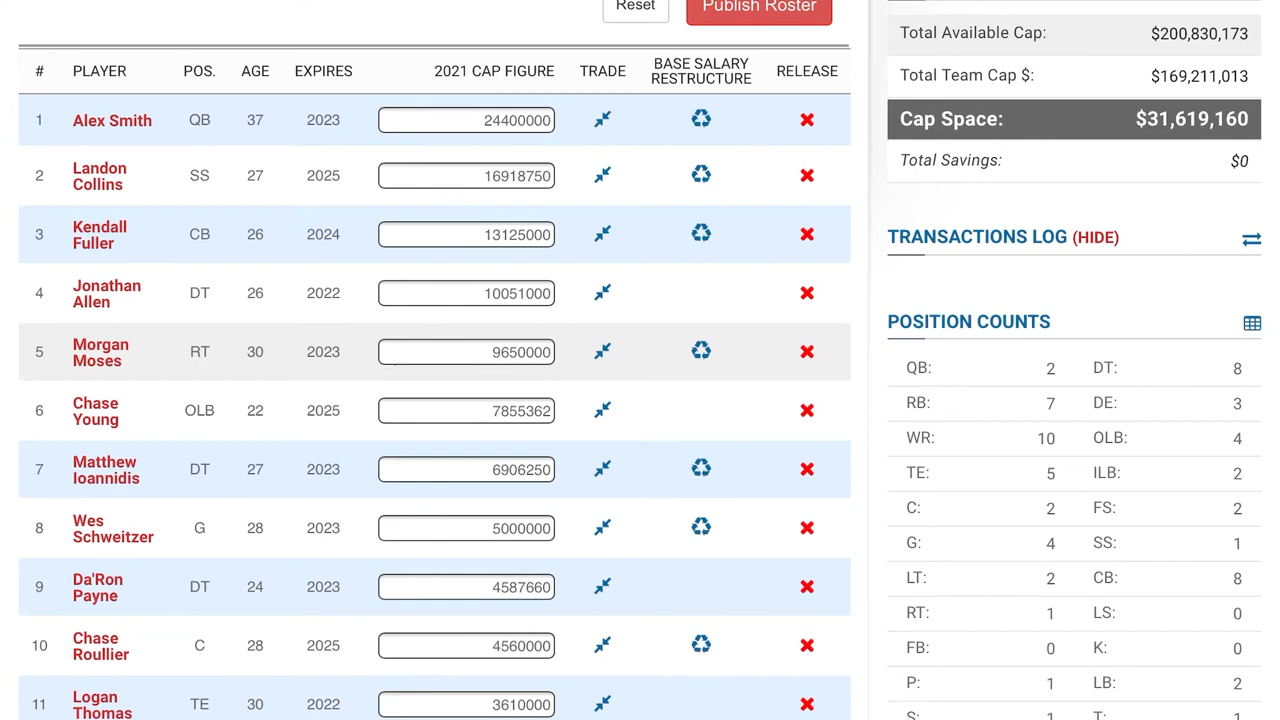 Reset
Publish Roster
# PLAYER POS. AGE EXPIRES 2021 CAP FIGURE TRADE BASE SALARY RESTRUCTURE RELEASE
1 Alex Smith QB 37 2023 24400000
2 Landon Collins SS 27 2025 16918750
3 Kendall Fuller CB 26 2024 13125000
4 Jonathan Allen DT 26 2022 10051000
5 Morgan Moses RT 30 2023 9650000
6 Chase Young OLB 22 2025 7855362
7 Matthew Ioannidis DT 27 2023 6906250
8 Wes Schweitzer G 28 2023 5000000
9 Da'Ron Payne DT 24 2023 4587660
10 Chase Roullier C 28 2025 4560000
11 Logan Thomas TE 30 2022 3610000
Total Available Cap: $200,830,173
Total Team Cap $: $169,211,013
Cap Space: $31,619,160
Total Savings: $0
TRANSACTIONS LOG (HIDE)
POSITION COUNTS
QB: 2 DT: 8
RB: 7 DE: 3
WR: 10 OLB: 4
TE: 5 ILB: 2
C: 2 FS: 2
G: 4 SS: 1
LT: 2 CB: 8
RT: 1 LS: 0
FB: 0 K: 0
P: 1 LB: 2
S: 1 T: 1